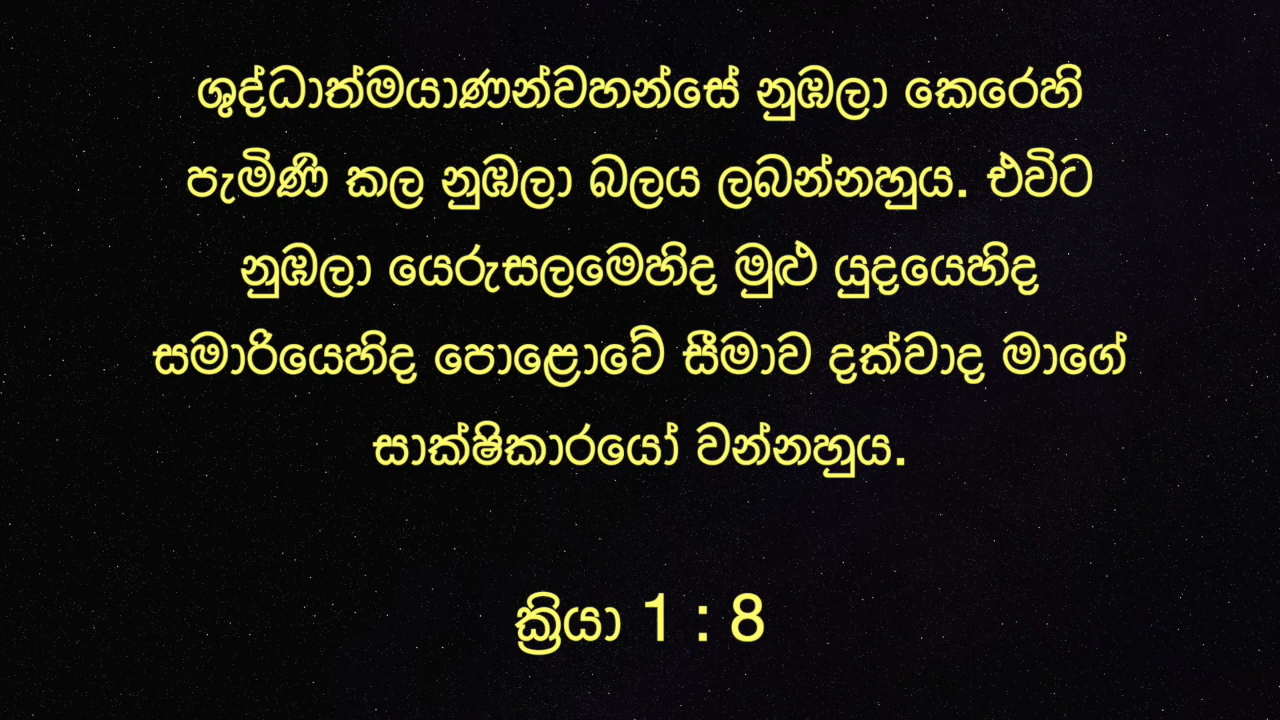 ශුද්ධාත්මයාණන්වහන්සේ නුඹලා කෙරෙහි
පැමිණි කල නුඹලා බලය ලබන්නහුය. එවිට
නුඹලා යෙරුසලමෙහිද මුළු යුදයෙහිද
සමාරියෙහිද පොළොවේ සීමාව දක්වාද මාගේ
සාක්ෂිකාරයෝ වන්නහුය.
ක්‍රියා 1 : 8